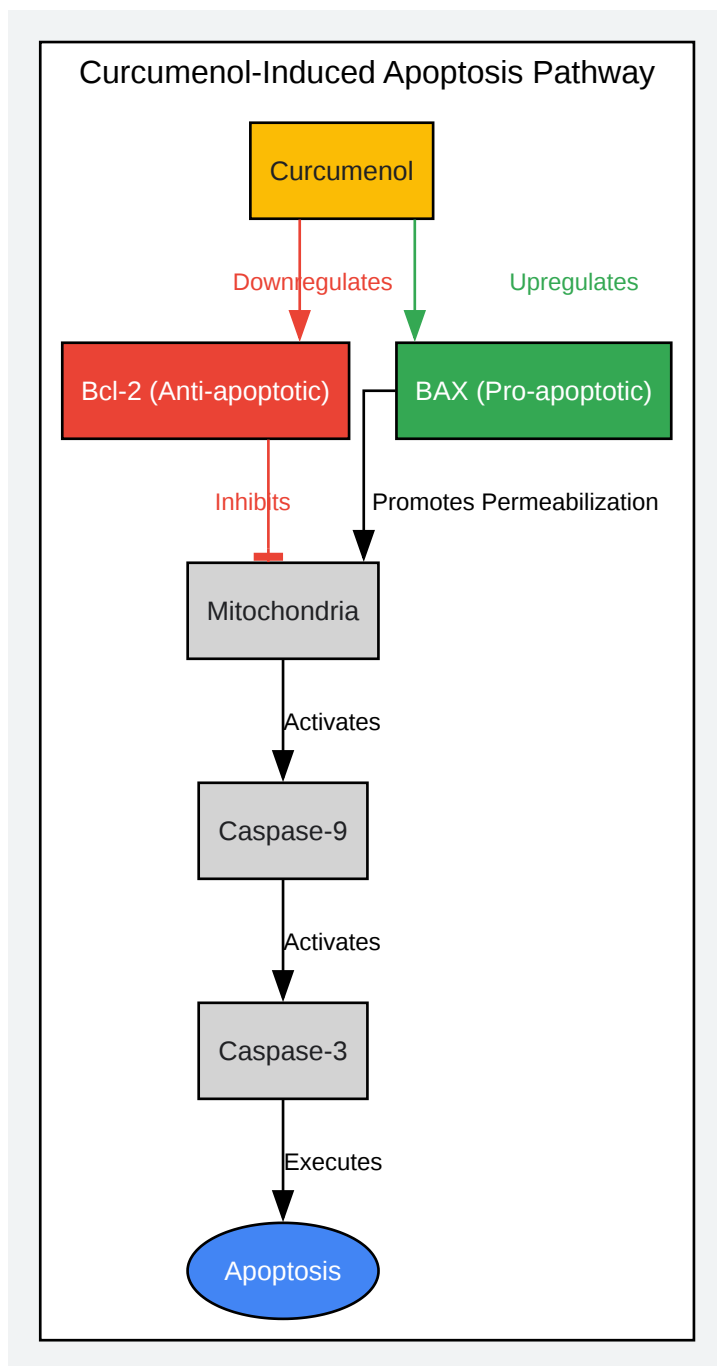 Curcumenol-Induced Apoptosis Pathway
Curcumenol
Downregulates
Upregulates
Bcl-2 (Anti-apoptotic)
BAX (Pro-apoptotic)
Inhibits
Promotes Permeabilization
Mitochondria
Activates
Caspase-9
Activates
Caspase-3
Executes
Apoptosis